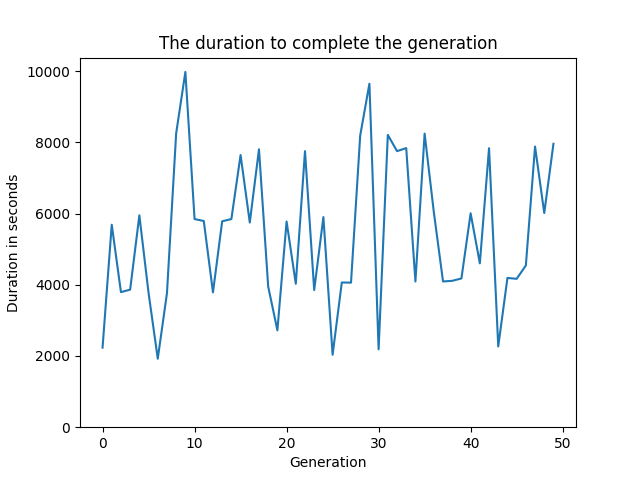 The duration to complete the generation
10000
8000
6000
4000
2000
0
Duration in seconds
0 10 20 30 40 50
Generation